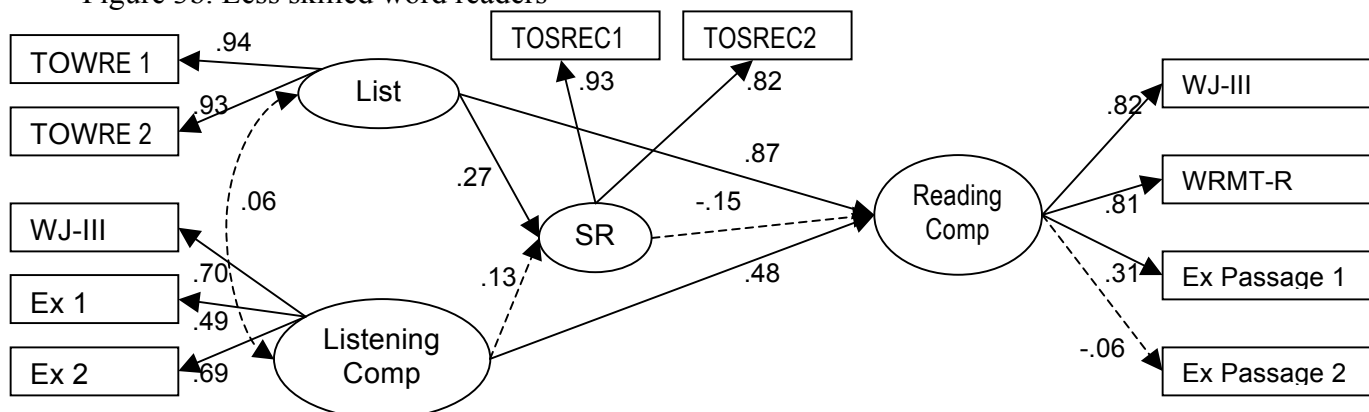 Figure 3b. Less skilled word readers
TOSREC1
TOSREC2
TOWRE 1
.94
List
.93
.82
WJ-III
.82
TOWRE 2
.93
.87
WRMT-R
.81
.27
.06
-.15
Reading
Comp
SR
WJ-III
.70
.13
.48
.31
Ex Passage 1
Ex 1
.49
Listening
Comp
-.06
Ex 2
.69
Ex Passage 2